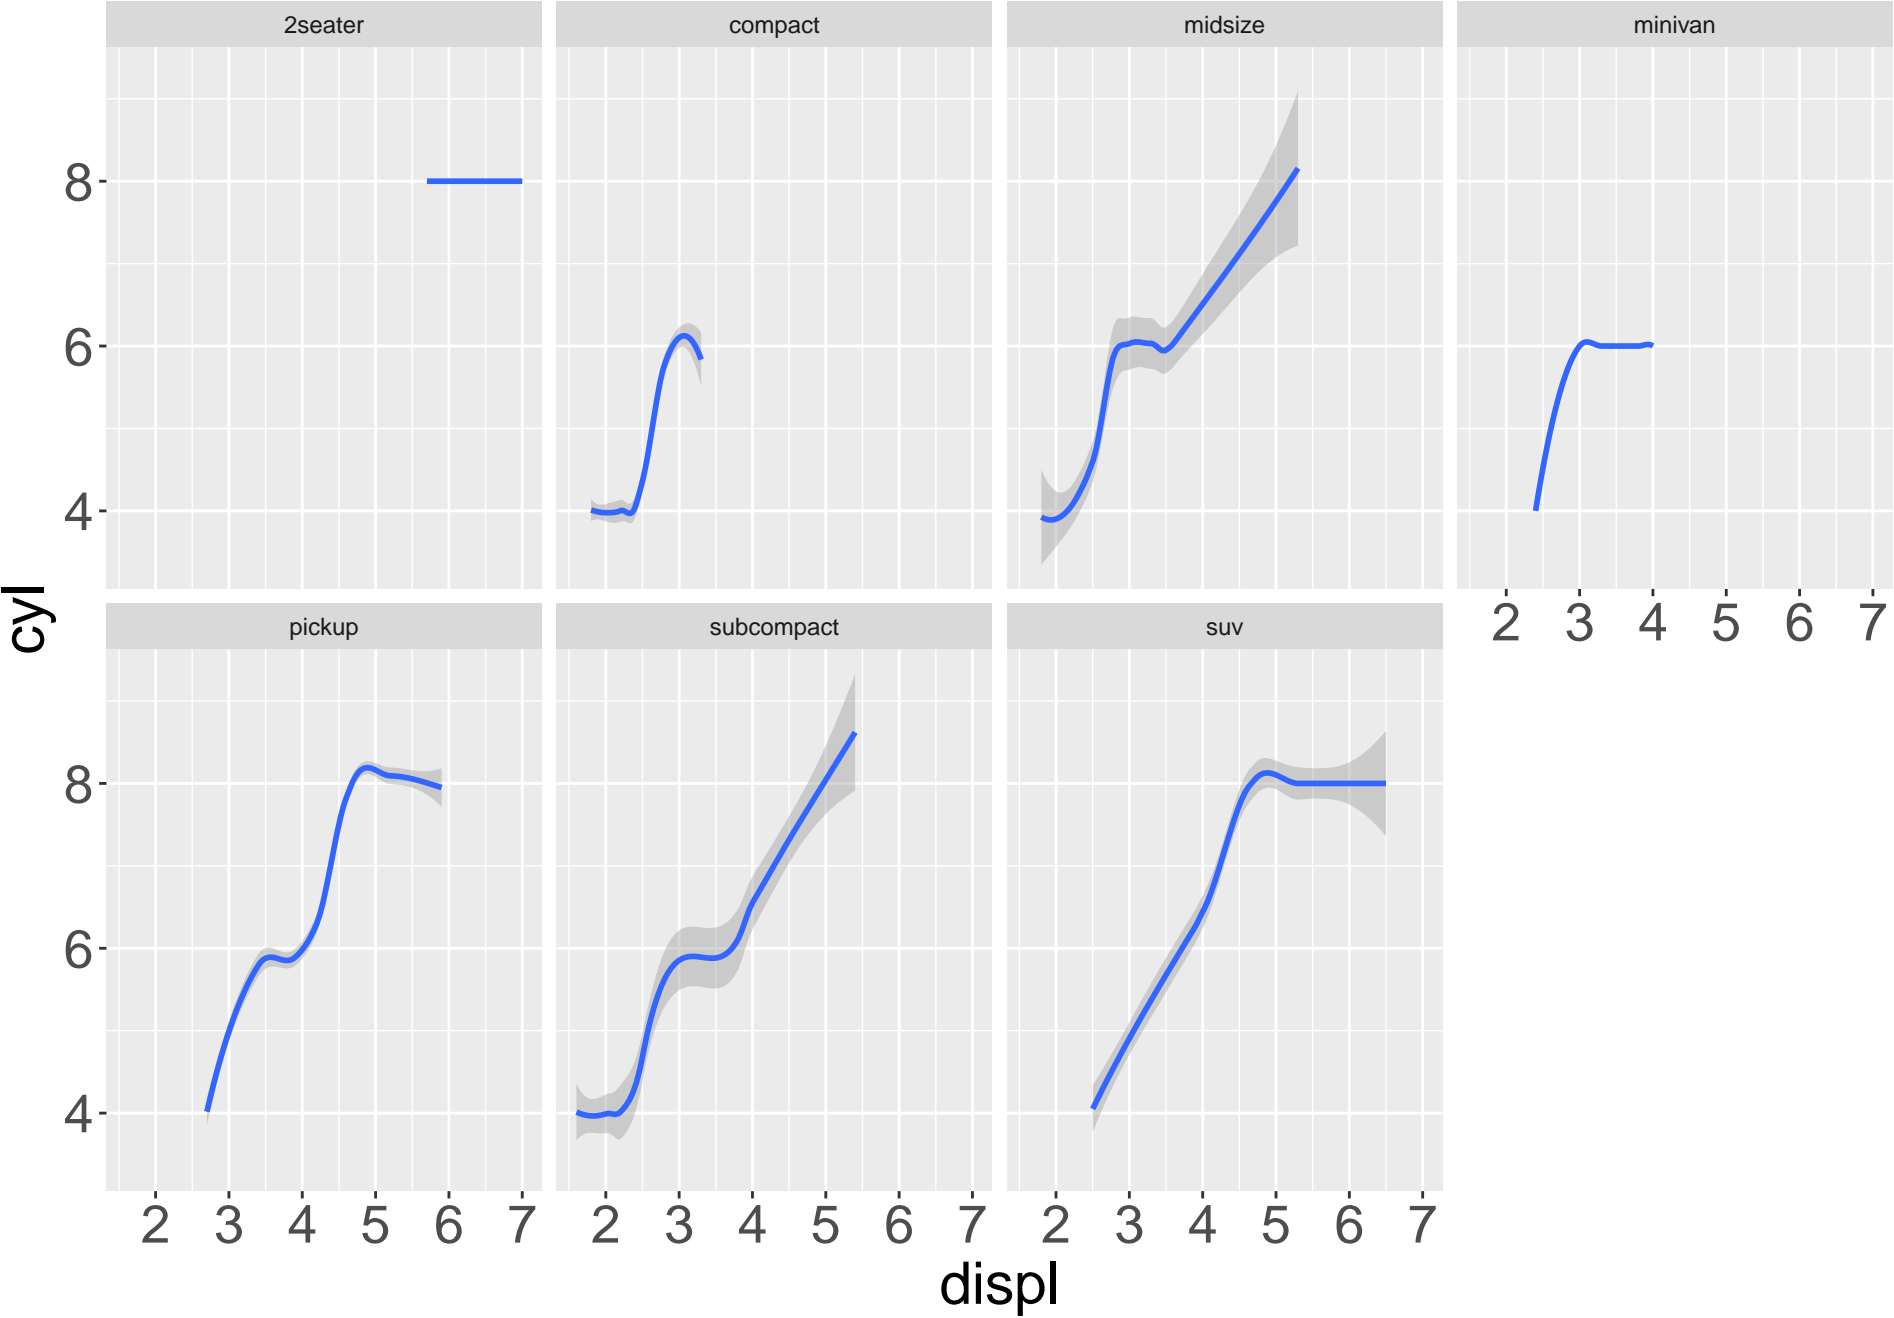 2seater compact midsize minivan
8
6
4
2 3 4 5 6 7
cyl
pickup subcompact suv
8
6
4
2 3 4 5 6 7 2 3 4 5 6 7 2 3 4 5 6 7
displ